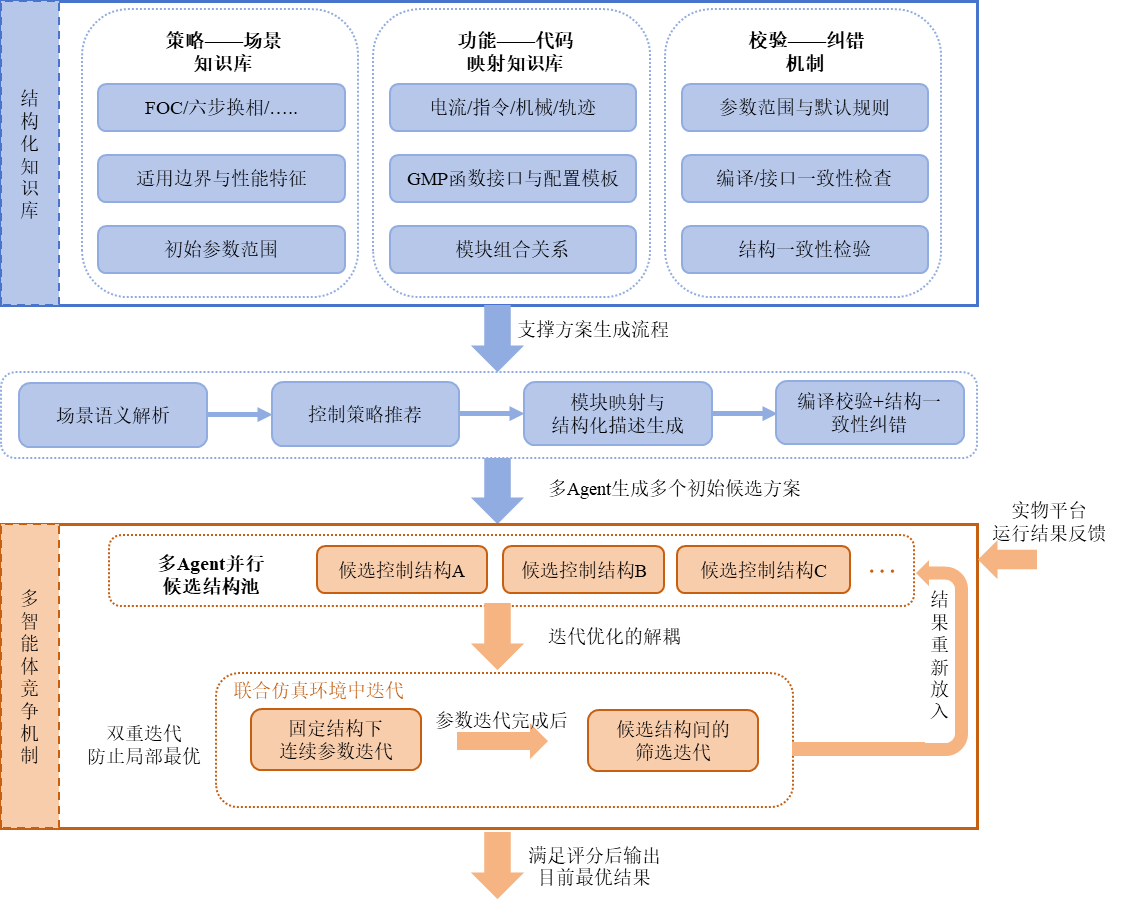 结构化知识库
策略——场景
知识库
FOC/六步换相/…..
适用边界与性能特征
初始参数范围
功能——代码
映射知识库
电流/指令/机械/轨迹
GMP函数接口与配置模板
模块组合关系
校验——纠错
机制
参数范围与默认规则
编译/接口一致性检查
结构一致性检验
支撑方案生成流程
场景语义解析
控制策略推荐
模块映射与
结构化描述生成
编译校验+结构一
致性纠错
多Agent生成多个初始候选方案
实物平台
运行结果反馈
多智能体竞争机制
多Agent并行
候选结构池
候选控制结构A
候选控制结构B
候选控制结构C
···
迭代优化的解耦
结果重新放入
双重迭代
防止局部最优
联合仿真环境中迭代
固定结构下
连续参数迭代
参数迭代完成后
候选结构间的
筛选迭代
满足评分后输出
目前最优结果